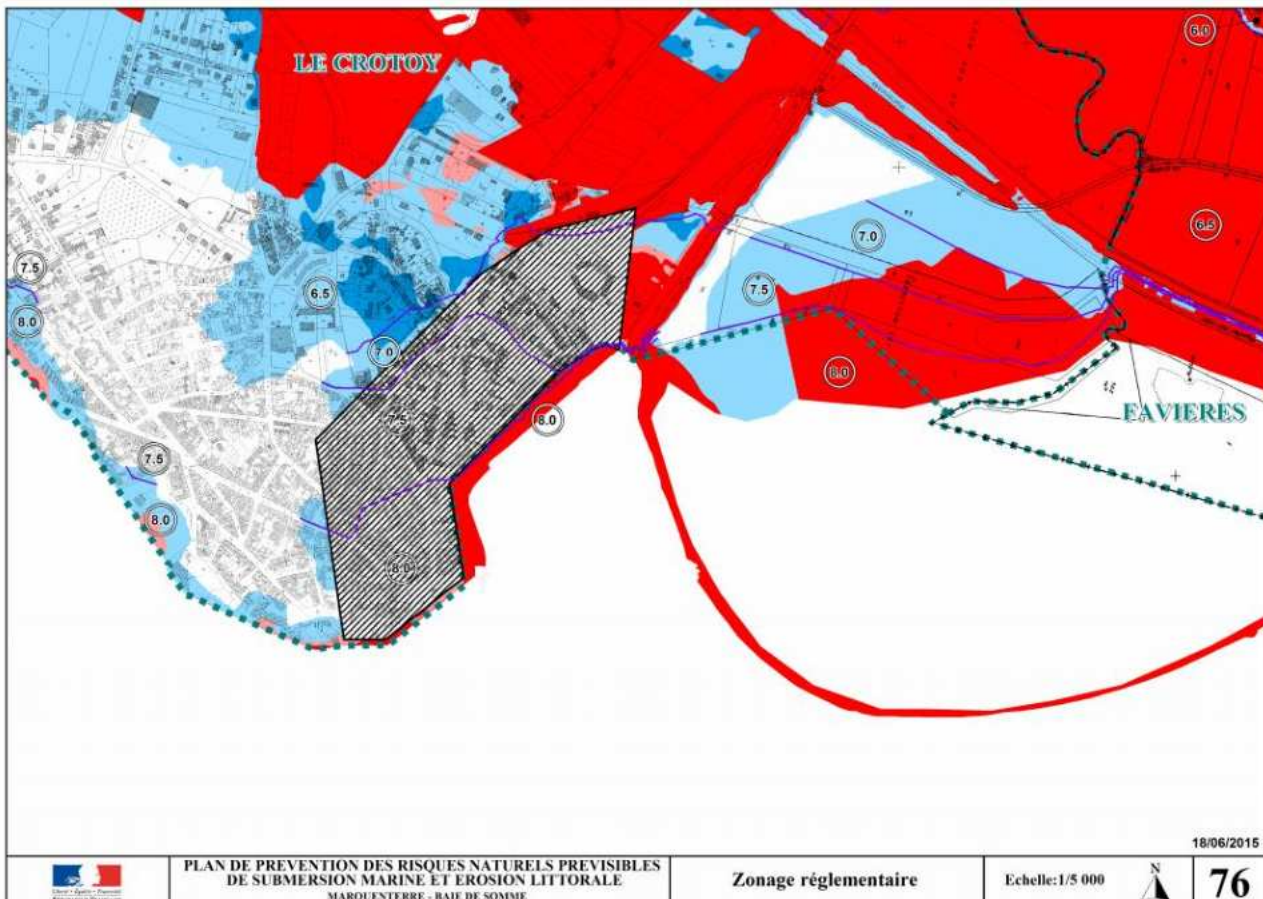 LE CROTOY
6.0
7.0
6.5
7.5
7.5
8.0
6.5
7.0
8.0
7.5
8.0
FAVIERES
7.5
8.0
8.0
18/06/2015
PLAN DE PREVENTION DES RISQUES NATURELS PREVISIBLES
DE SUBMERSION MARINE ET EROSION LITTORALE
MARQUENTERRE - BAIE DE SOMME
Zonage réglementaire
Echelle:1/5 000
N
76
Liberté • Égalité • Fraternité